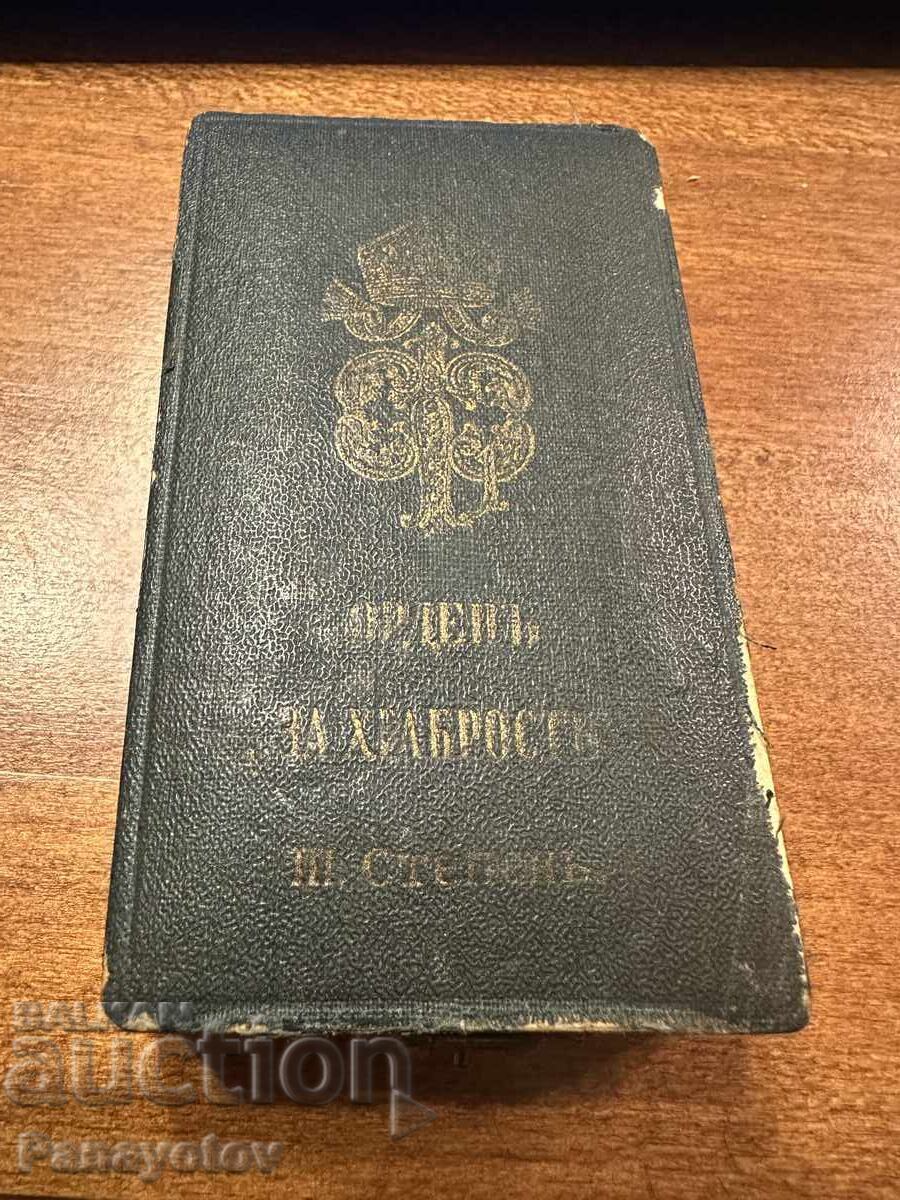 ОРДЕНЪ
„ЗА ХРАБРОСТЬ“
III. Степень.
BALKAN
auction
Panayotov